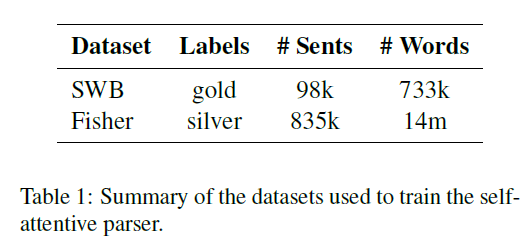 Dataset Labels # Sents # Words
SWB gold 98k 733k
Fisher silver 835k 14m
Table 1: Summary of the datasets used to train the self-
attentive parser.